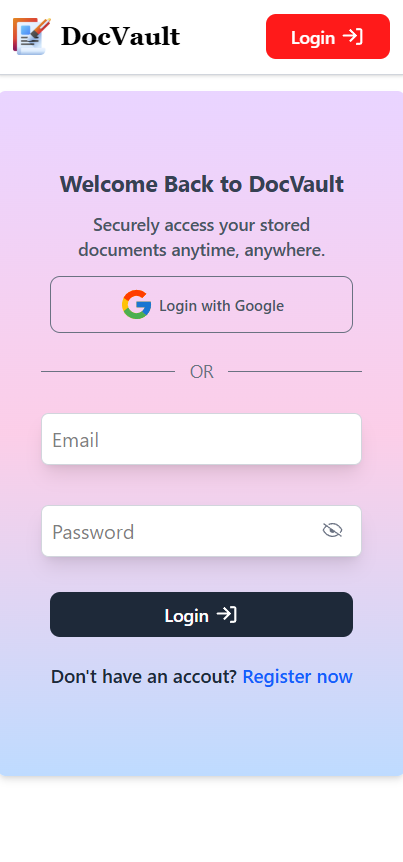 DocVault
Login
Welcome Back to DocVault
Securely access your stored
documents anytime, anywhere.
Login with Google
OR
Email
Password
Login
Don't have an accout? Register now